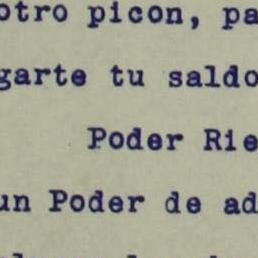 otro picon, pa
garte tu saldo
Poder Rie
un Poder de ad